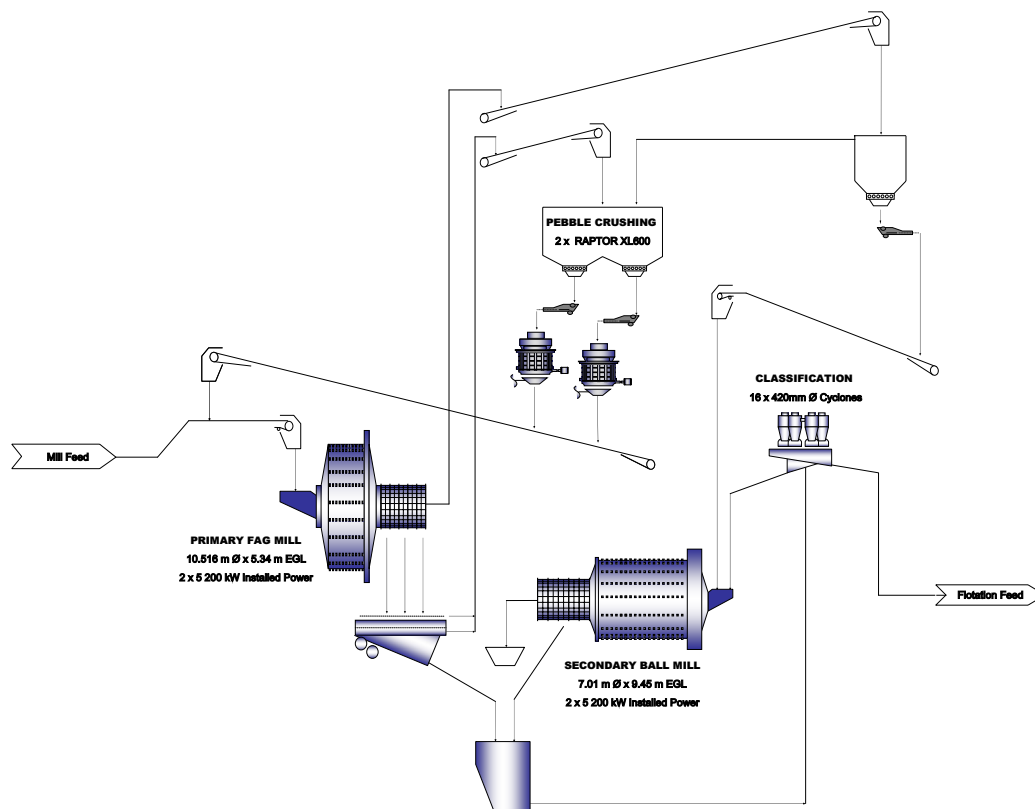 PEBBLE CRUSHING
2 x RAPTOR XL600
CLASSIFICATION
16 x 420mm Ø Cyclones
Mill Feed
PRIMARY FAG MILL
10.516 m Ø x 5.34 m EGL
2 x 5 200 kW Installed Power
Flotation Feed
SECONDARY BALL MILL
7.01 m Ø x 9.45 m EGL
2 x 5 200 kW Installed Power